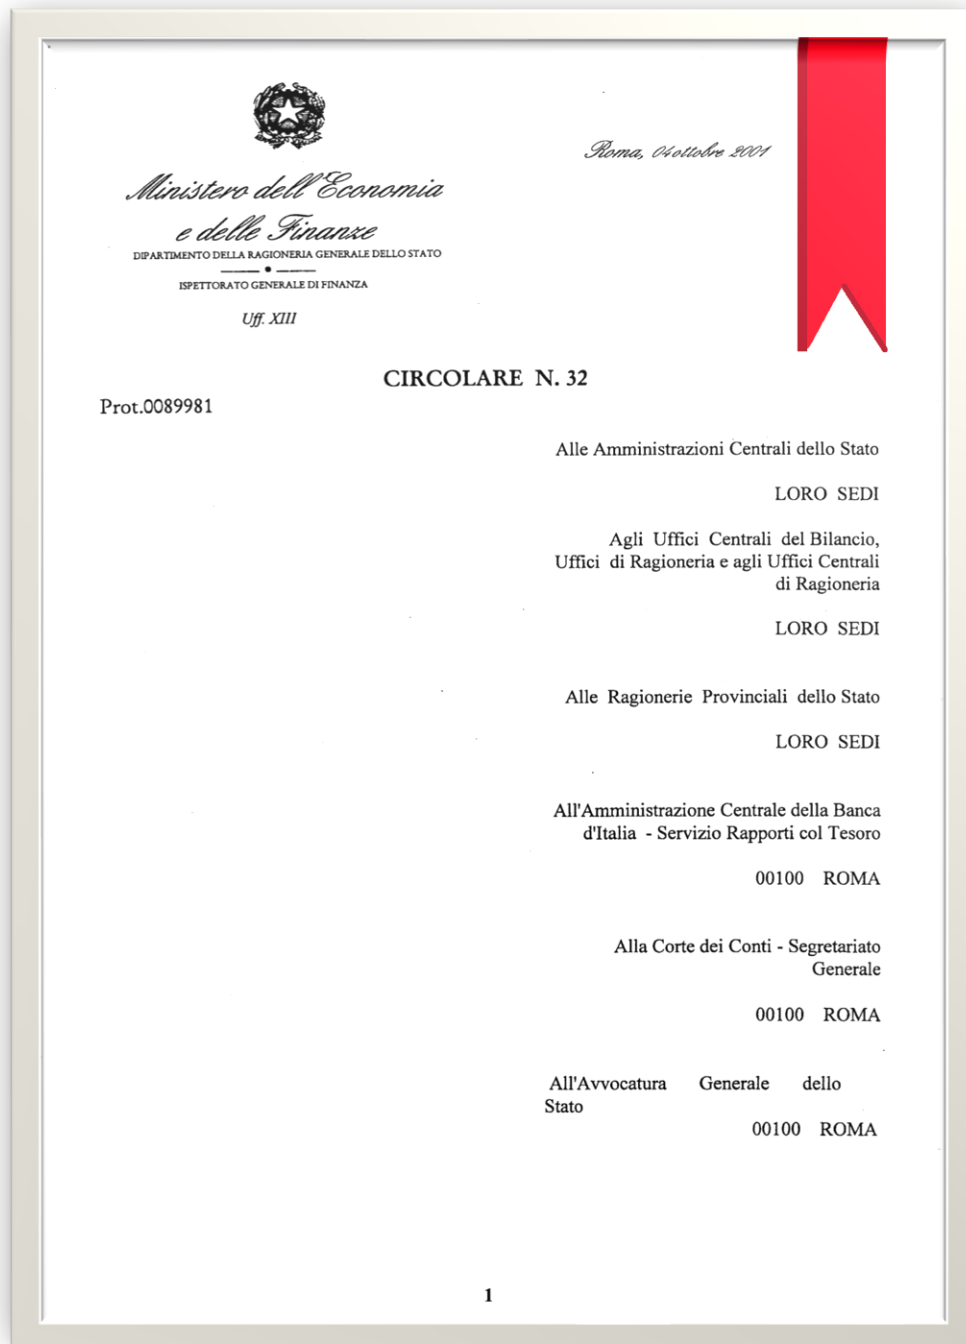 Roma, 04 ottobre 2001
Ministero dell'Economia
e delle Finanze
DIPARTIMENTO DELLA RAGIONERIA GENERALE DELLO STATO
ISPETTORATO GENERALE DI FINANZA
Uff. XIII
CIRCOLARE N. 32
Prot.0089981
Alle Amministrazioni Centrali dello Stato
LORO SEDI
Agli Uffici Centrali del Bilancio,
Uffici di Ragioneria e agli Uffici Centrali
di Ragioneria
LORO SEDI
Alle Ragionerie Provinciali dello Stato
LORO SEDI
All'Amministrazione Centrale della Banca
d'Italia - Servizio Rapporti col Tesoro
00100 ROMA
Alla Corte dei Conti - Segretariato
Generale
00100 ROMA
All'Avvocatura Generale dello
Stato
00100 ROMA
1